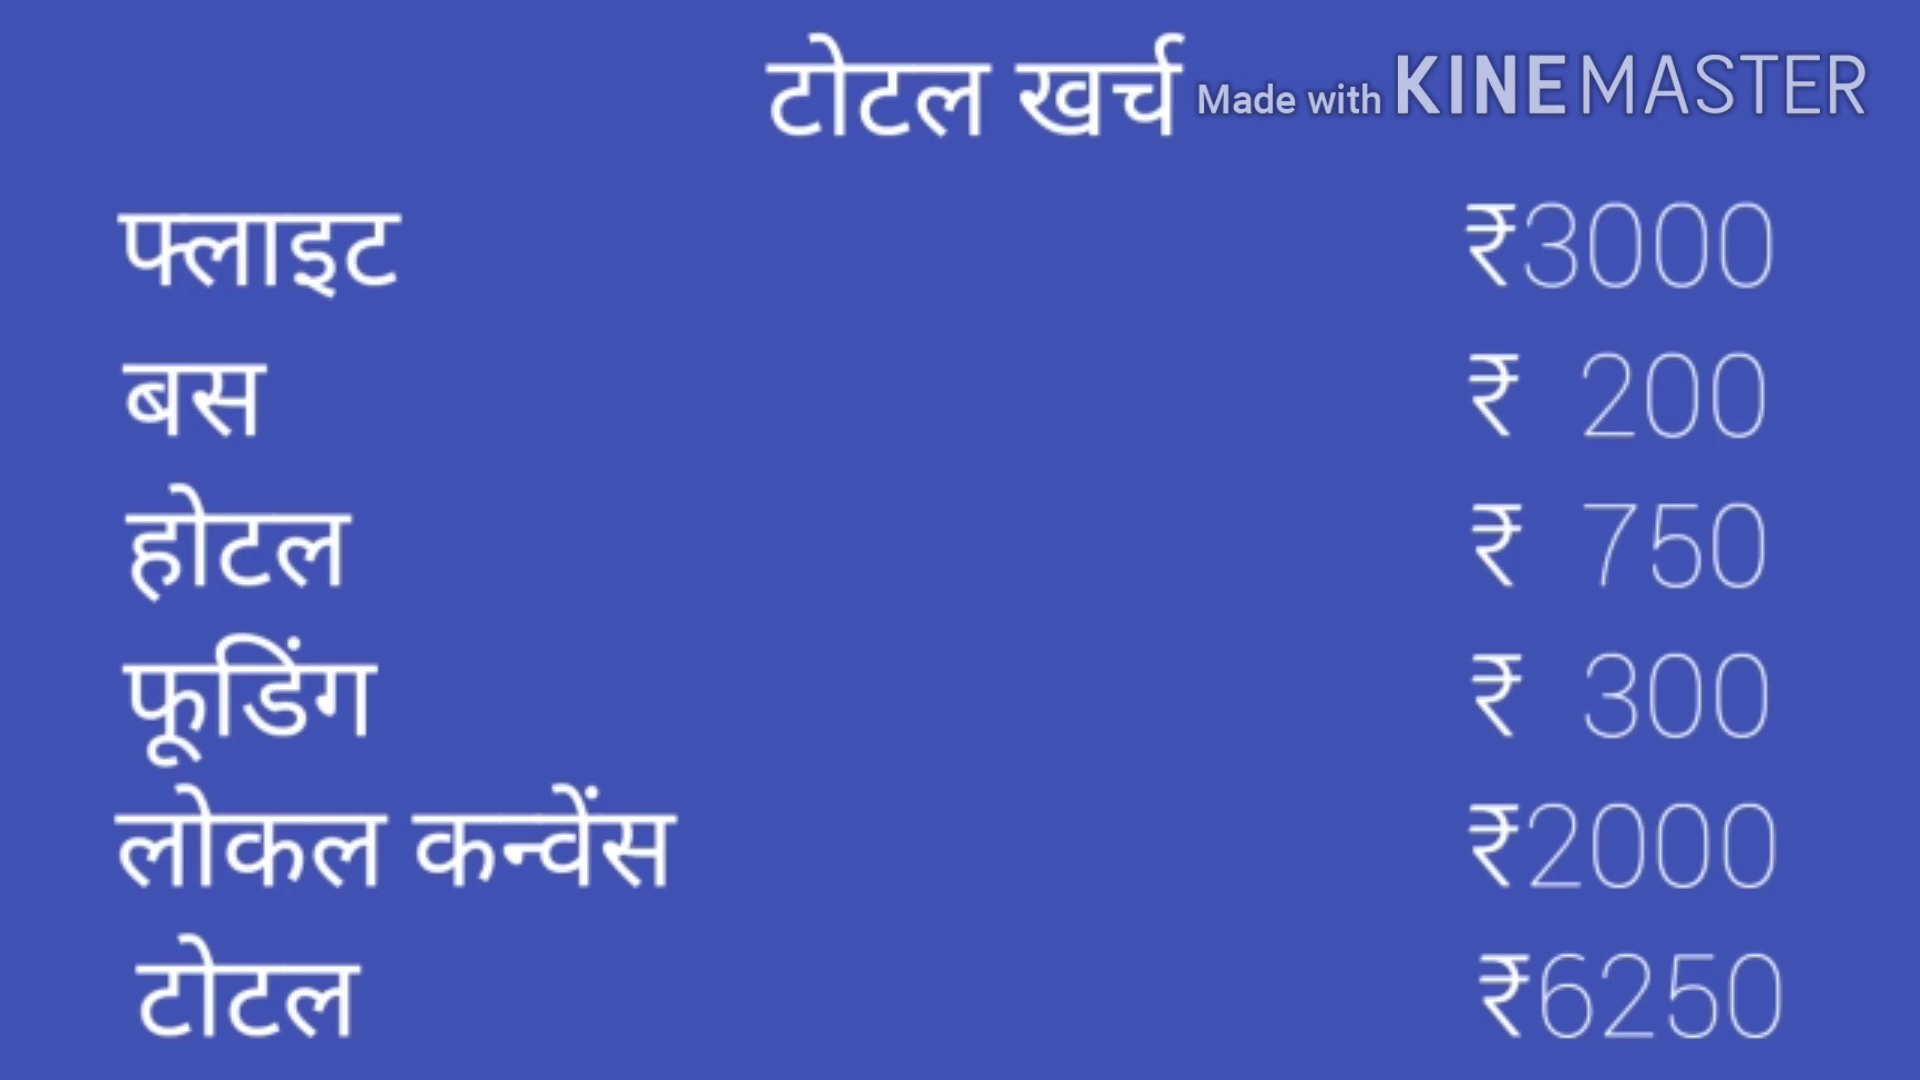 टोटल खर्च Made with KINEMASTER
फ्लाइट ₹3000
बस ₹ 200
होटल ₹ 750
फूडिंग ₹ 300
लोकल कन्वेंस ₹2000
टोटल ₹6250